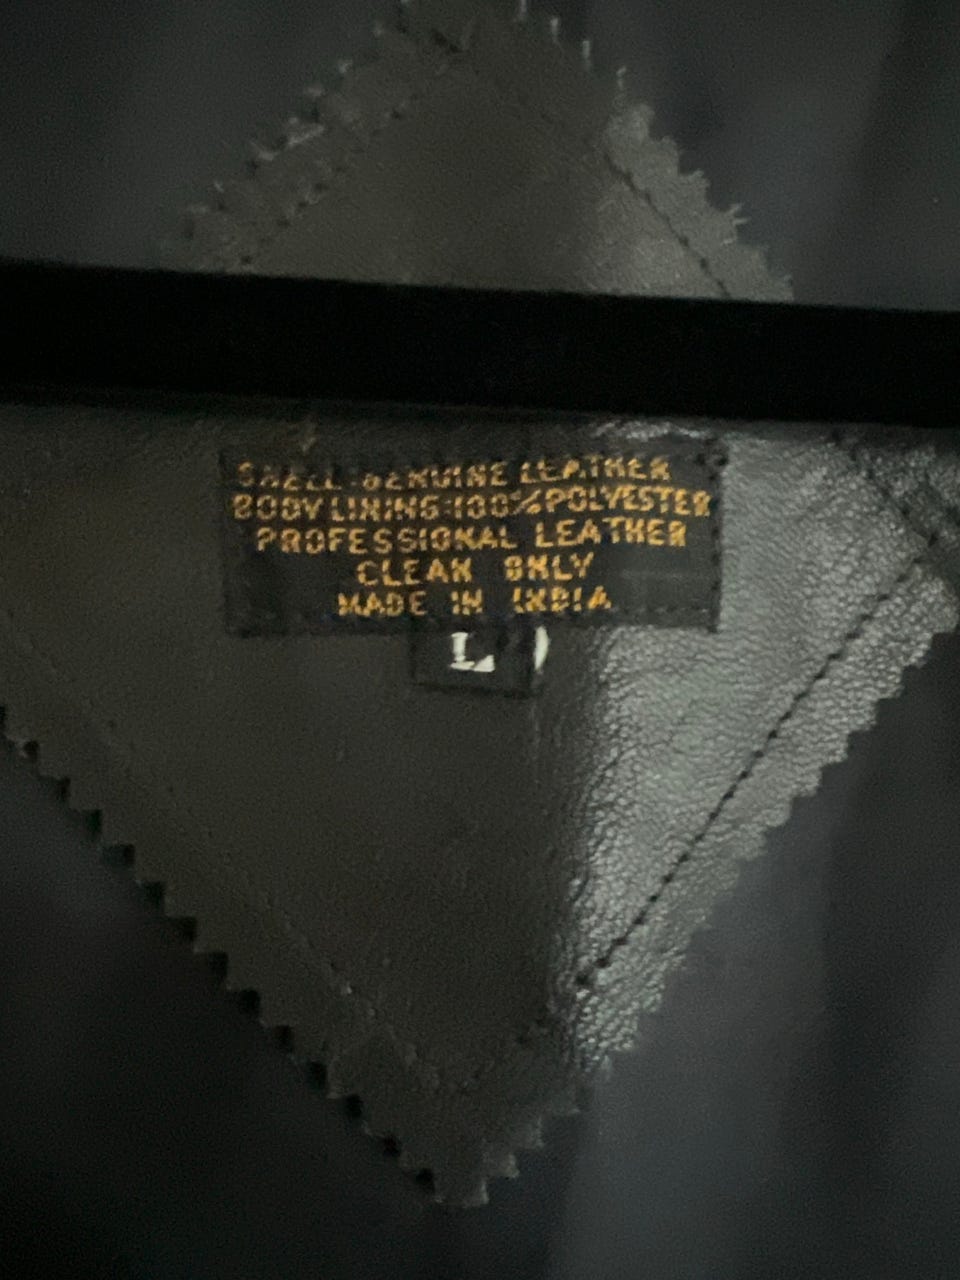 SHELL:GENUINE LEATHER
BODY LINING:100%POLYESTER
PROFESSIONAL LEATHER
CLEAN ONLY
MADE IN INDIA
L